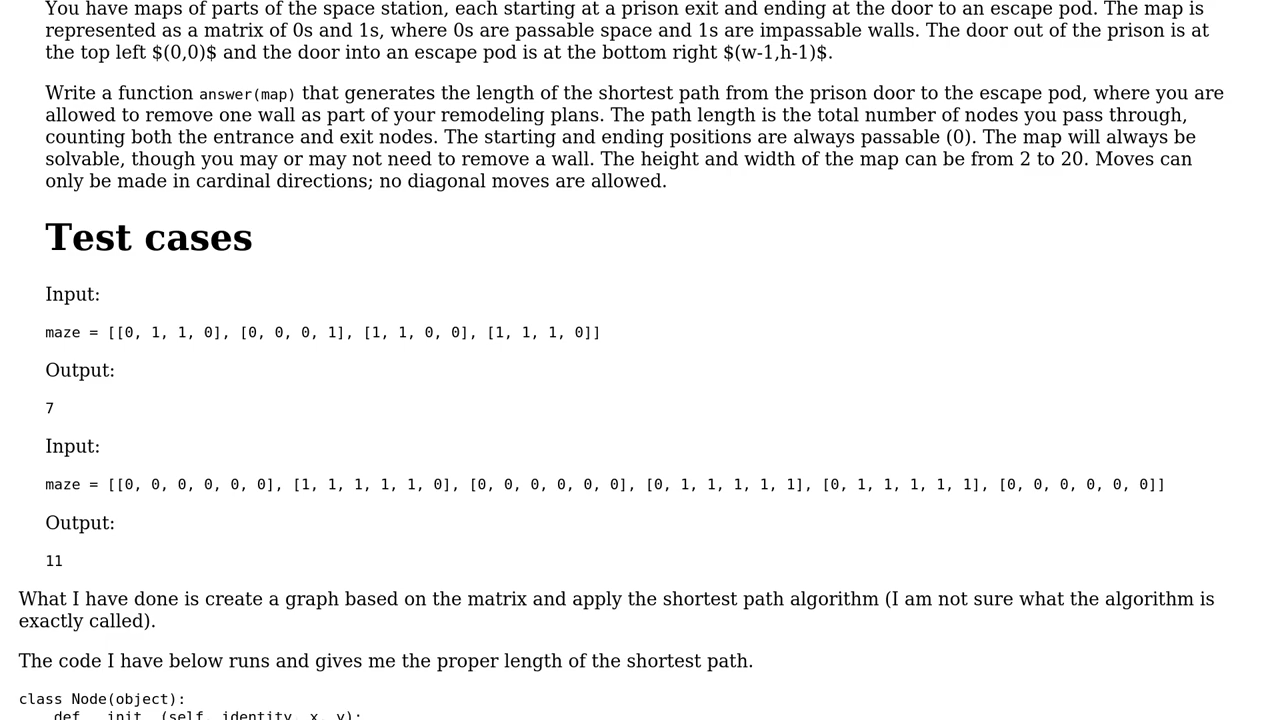 You have maps of parts of the space station, each starting at a prison exit and ending at the door to an escape pod. The map is
represented as a matrix of 0s and 1s, where 0s are passable space and 1s are impassable walls. The door out of the prison is at
the top left $(0,0)$ and the door into an escape pod is at the bottom right $(w-1,h-1)$.
Write a function answer(map) that generates the length of the shortest path from the prison door to the escape pod, where you are
allowed to remove one wall as part of your remodeling plans. The path length is the total number of nodes you pass through,
counting both the entrance and exit nodes. The starting and ending positions are always passable (0). The map will always be
solvable, though you may or may not need to remove a wall. The height and width of the map can be from 2 to 20. Moves can
only be made in cardinal directions; no diagonal moves are allowed.
Test cases
Input:
maze = [[0, 1, 1, 0], [0, 0, 0, 1], [1, 1, 0, 0], [1, 1, 1, 0]]
Output:
7
Input:
maze = [[0, 0, 0, 0, 0, 0], [1, 1, 1, 1, 1, 0], [0, 0, 0, 0, 0, 0], [0, 1, 1, 1, 1, 1], [0, 1, 1, 1, 1, 1], [0, 0, 0, 0, 0, 0]]
Output:
11
What I have done is create a graph based on the matrix and apply the shortest path algorithm (I am not sure what the algorithm is
exactly called).
The code I have below runs and gives me the proper length of the shortest path.
class Node(object):
def __init__(self, identity, x, y):